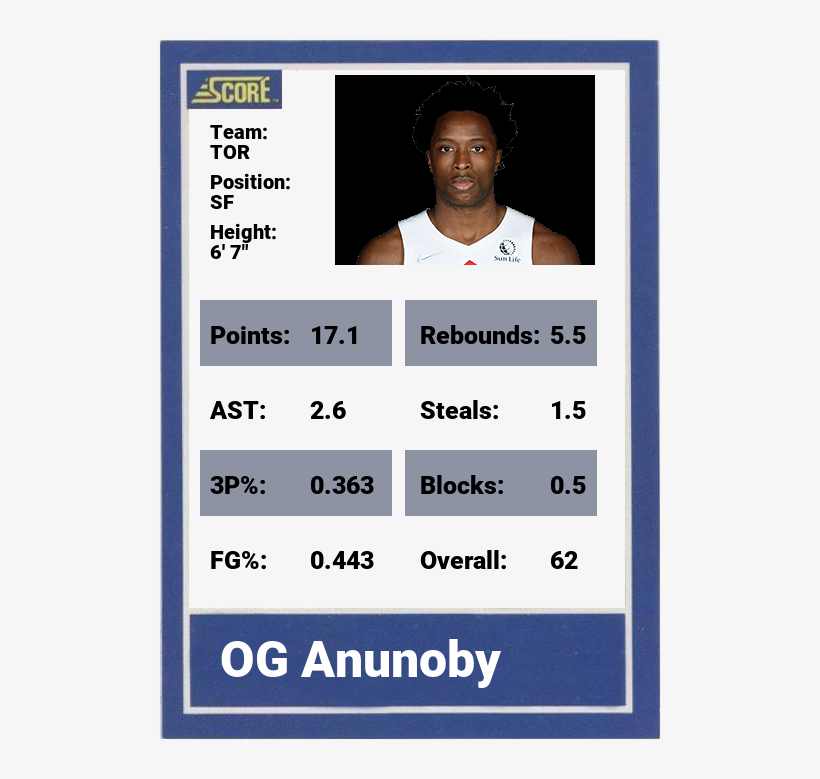 SCORE
Team:
TOR
Position:
SF
Height:
6' 7"
Sun Life
Points: 17.1 Rebounds: 5.5
AST: 2.6 Steals: 1.5
3P%: 0.363 Blocks: 0.5
FG%: 0.443 Overall: 62
OG Anunoby